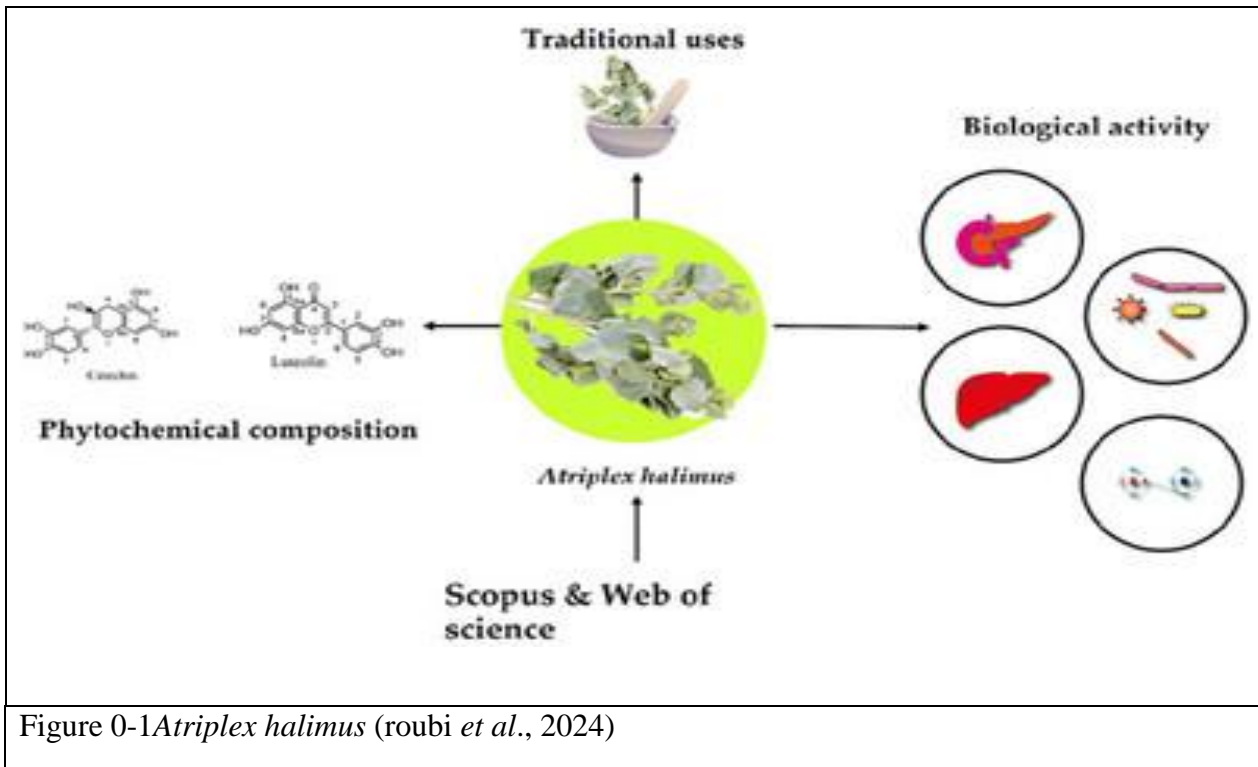 Traditional uses
Biological activity
Luteolin
Phytochemical composition
Atriplex halimus
Scopus & Web of
science
Figure 0-1Atriplex halimus (roubi et al., 2024)